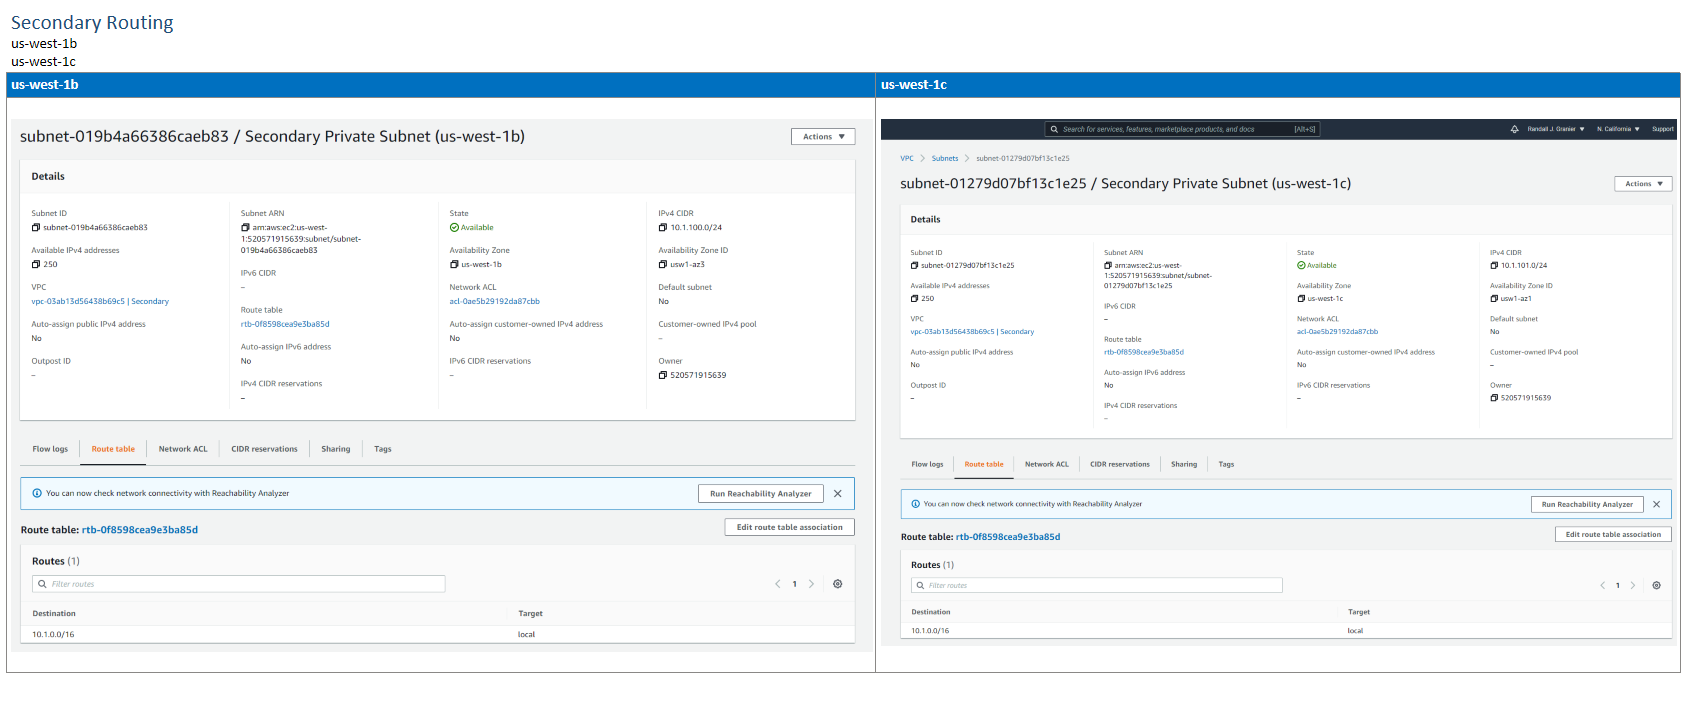 Secondary Routing
us-west-1b
us-west-1c
us-west-1b
subnet-019b4a66386caeb83 / Secondary Private Subnet (us-west-1b)
Actions
Details
Subnet ID
subnet-019b4a66386caeb83
Available IPv4 addresses
250
VPC
vpc-03ab13d56438b69c5 | Secondary
Auto-assign public IPv4 address
No
Outpost ID
–
Subnet ARN
arn:aws:ec2:us-west-
1:520571915639:subnet/subnet-
019b4a66386caeb83
IPv6 CIDR
–
Route table
rtb-0f8598cea9e3ba85d
Auto-assign IPv6 address
No
IPv4 CIDR reservations
–
State
Available
Availability Zone
us-west-1b
Network ACL
acl-0ae5b29192da87cbb
Auto-assign customer-owned IPv4 address
No
IPv6 CIDR reservations
–
IPv4 CIDR
10.1.100.0/24
Availability Zone ID
usw1-az3
Default subnet
No
Customer-owned IPv4 pool
–
Owner
520571915639
Flow logs
Route table
Network ACL
CIDR reservations
Sharing
Tags
You can now check network connectivity with Reachability Analyzer
Run Reachability Analyzer
Route table: rtb-0f8598cea9e3ba85d
Edit route table association
Routes (1)
Filter routes
1
Destination Target
10.1.0.0/16 local
us-west-1c
Search for services, features, marketplace products, and docs [Alt+S]
Randall J. Granier
N. California
Support
VPC > Subnets > subnet-01279d07bf13c1e25
subnet-01279d07bf13c1e25 / Secondary Private Subnet (us-west-1c)
Actions
Details
Subnet ID
subnet-01279d07bf13c1e25
Available IPv4 addresses
250
VPC
vpc-03ab13d56438b69c5 | Secondary
Auto-assign public IPv4 address
No
Outpost ID
–
Subnet ARN
arn:aws:ec2:us-west-
1:520571915639:subnet/subnet-
01279d07bf13c1e25
IPv6 CIDR
–
Route table
rtb-0f8598cea9e3ba85d
Auto-assign IPv6 address
No
IPv4 CIDR reservations
–
State
Available
Availability Zone
us-west-1c
Network ACL
acl-0ae5b29192da87cbb
Auto-assign customer-owned IPv4 address
No
IPv6 CIDR reservations
–
IPv4 CIDR
10.1.101.0/24
Availability Zone ID
usw1-az1
Default subnet
No
Customer-owned IPv4 pool
–
Owner
520571915639
Flow logs
Route table
Network ACL
CIDR reservations
Sharing
Tags
You can now check network connectivity with Reachability Analyzer
Run Reachability Analyzer
Route table: rtb-0f8598cea9e3ba85d
Edit route table association
Routes (1)
Filter routes
1
Destination Target
10.1.0.0/16 local